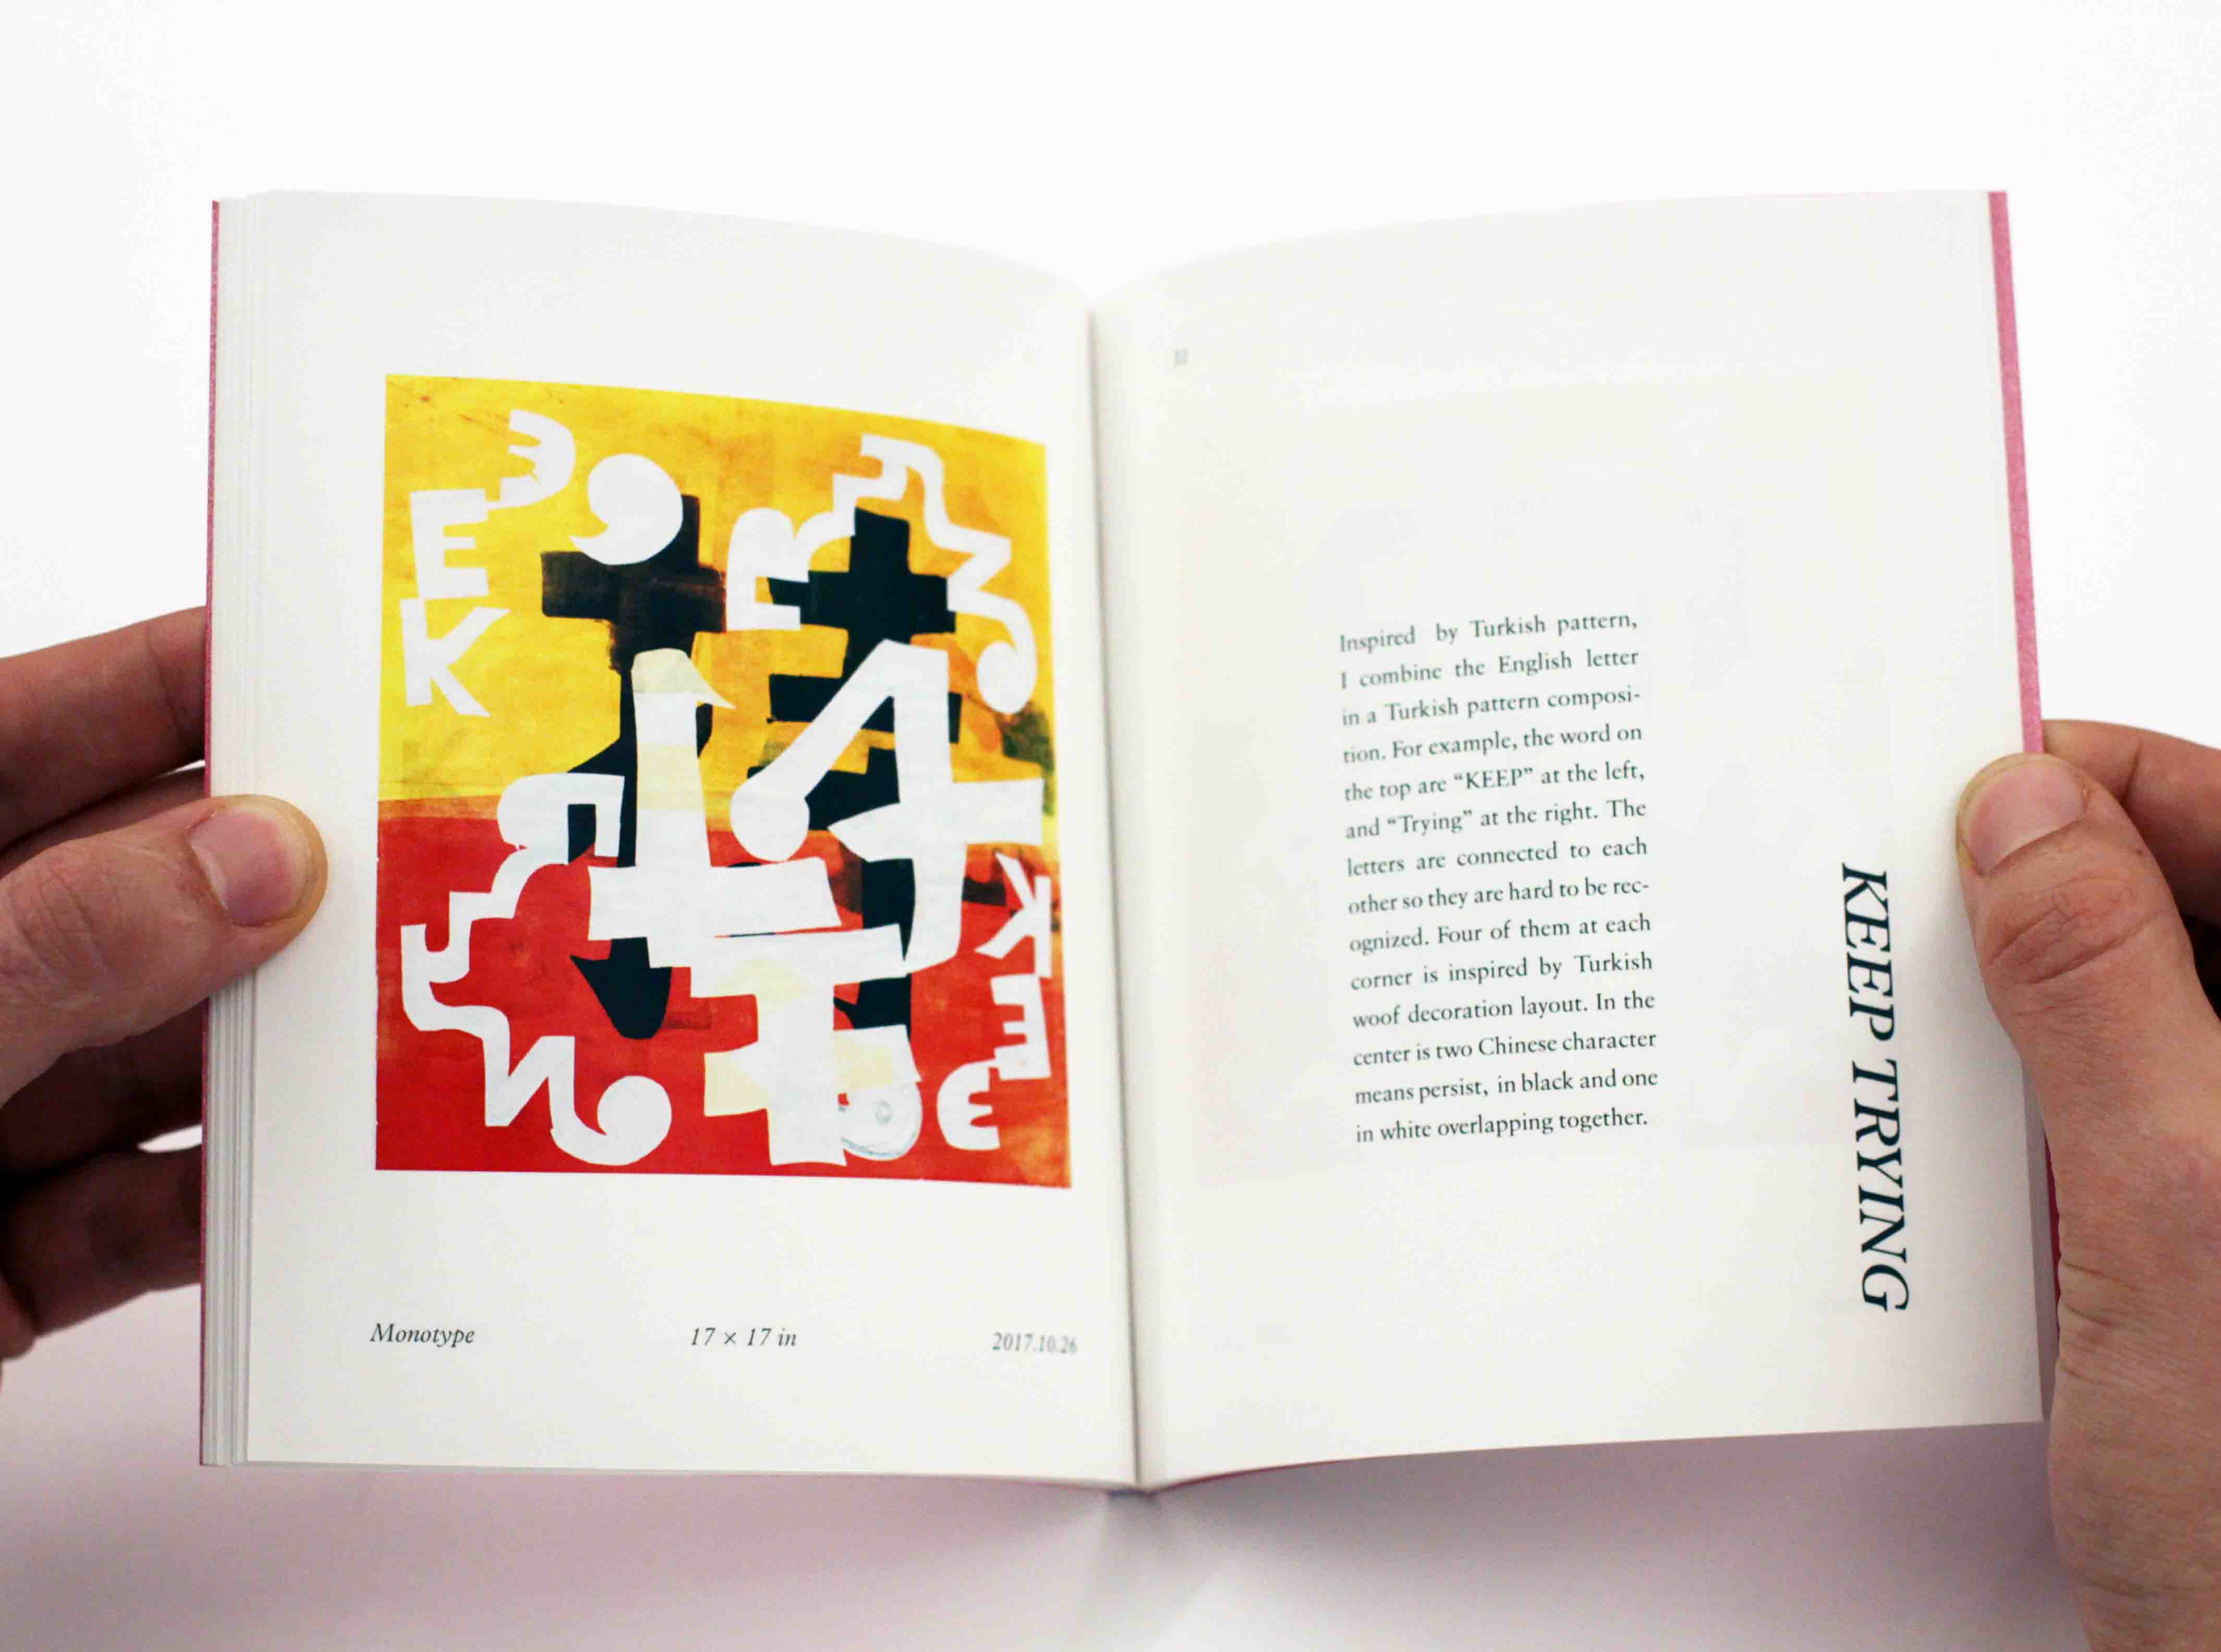 Monotype
17 × 17 in
2017.10.26
Inspired by Turkish pattern,
I combine the English letter
in a Turkish pattern composi-
tion. For example, the word on
the top are “KEEP” at the left,
and “Trying” at the right. The
letters are connected to each
other so they are hard to be rec-
ognized. Four of them at each
corner is inspired by Turkish
woof decoration layout. In the
center is two Chinese character
means persist, in black and one
in white overlapping together.
KEEP TRYING